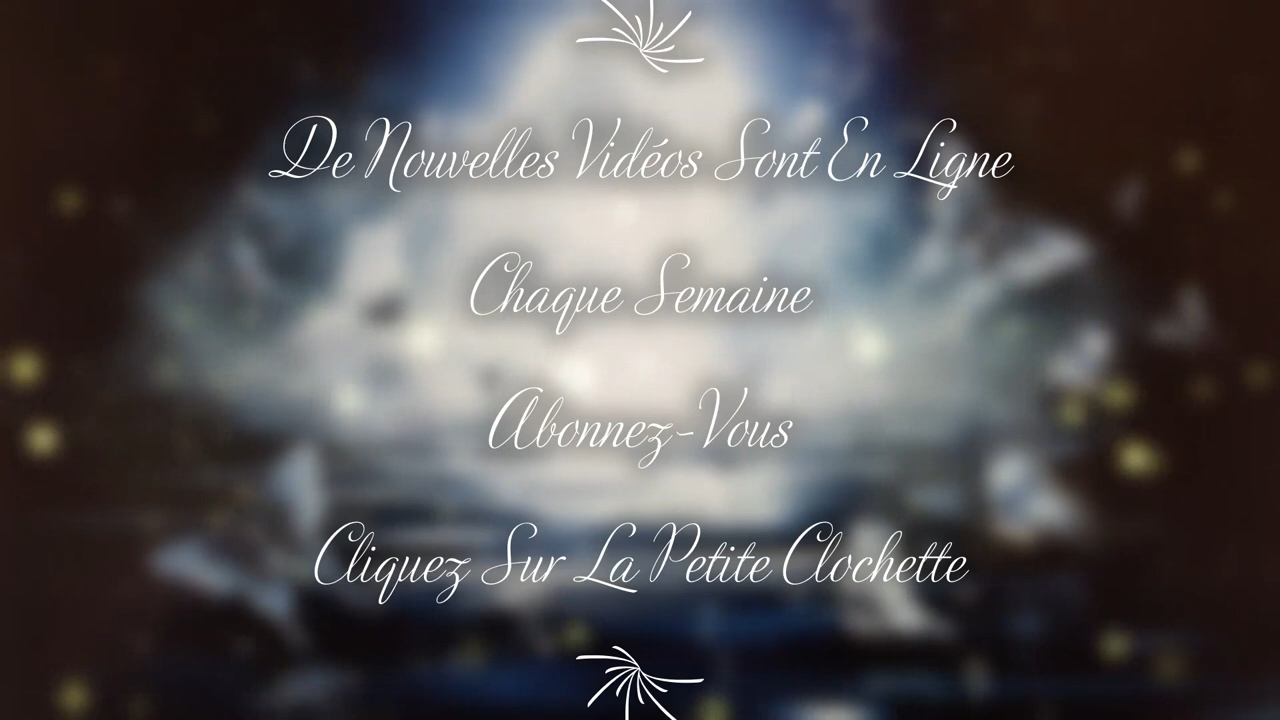 De Nouvelles Vidéos Sont En Ligne
Chaque Semaine
Abonnez-Vous
Cliquez Sur La Petite Clochette